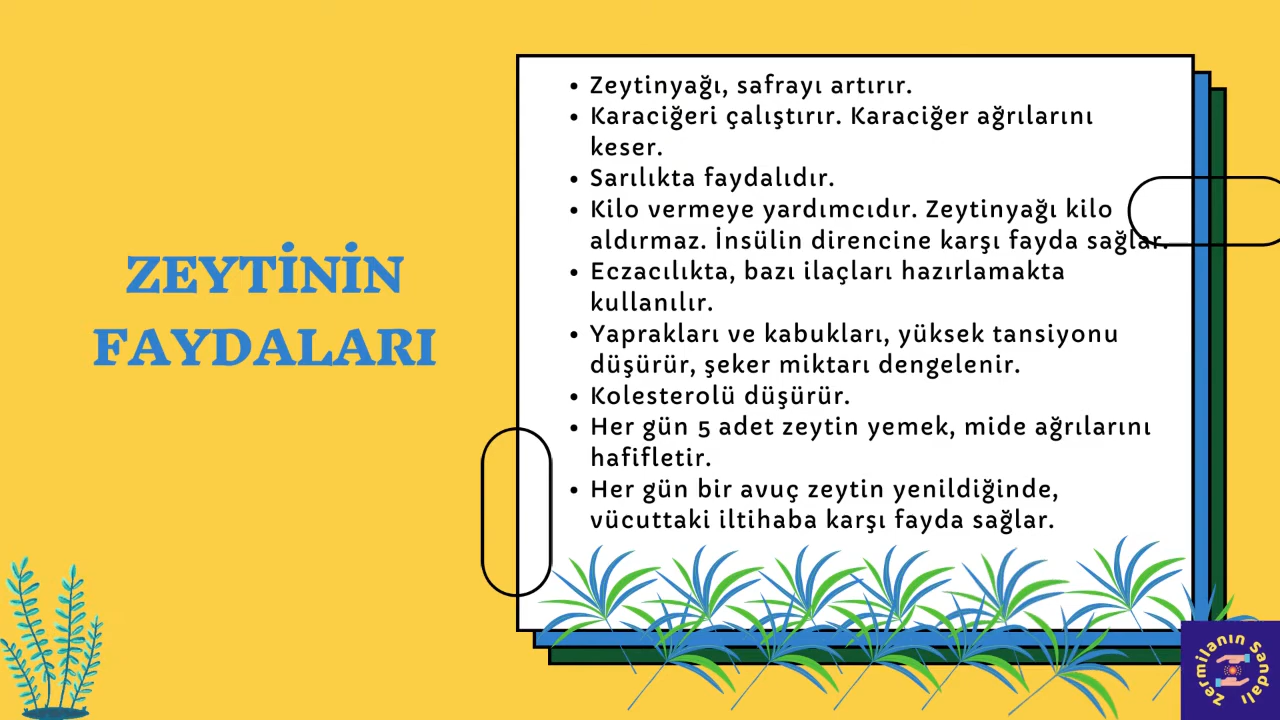 ZEYTİNİN
FAYDALARI
• Zeytinyağı, safrayı artırır.
• Karaciğeri çalıştırır. Karaciğer ağrılarını
keser.
• Sarılıkta faydalıdır.
• Kilo vermeye yardımcıdır. Zeytinyağı kilo
aldırmaz. İnsülin direncine karşı fayda sağlar.
• Eczacılıkta, bazı ilaçları hazırlamakta
kullanılır.
• Yaprakları ve kabukları, yüksek tansiyonu
düşürür, şeker miktarı dengelenir.
• Kolesterolü düşürür.
• Her gün 5 adet zeytin yemek, mide ağrılarını
hafifletir.
• Her gün bir avuç zeytin yenildiğinde,
vücuttaki iltihaba karşı fayda sağlar.
Zermilanın Sandalı